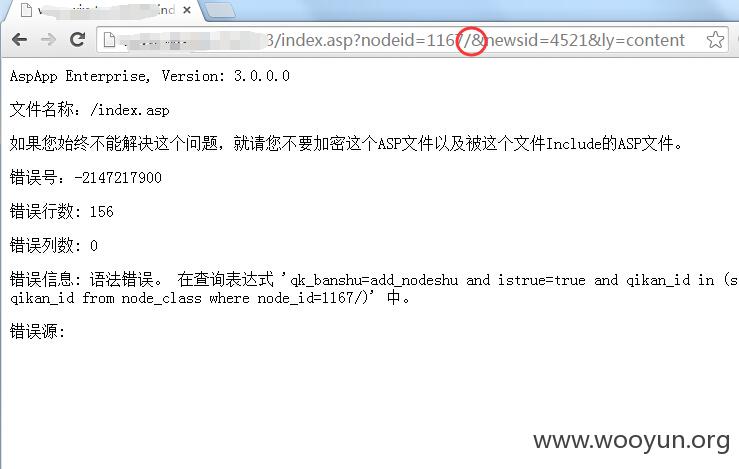 ind
3/index.asp?nodeid=1167/&newsid=4521&ly=content
AspApp Enterprise, Version: 3.0.0.0
文件名称：/index.asp
如果您始终不能解决这个问题，就请您不要加密这个ASP文件以及被这个文件Include的ASP文件。
错误号：-2147217900
错误行数: 156
错误列数: 0
错误信息: 语法错误。 在查询表达式 'qk_banshu=add_nodeshu and istrue=true and qikan_id in (s
qikan_id from node_class where node_id=1167/)' 中。
错误源:
www.wooyun.org